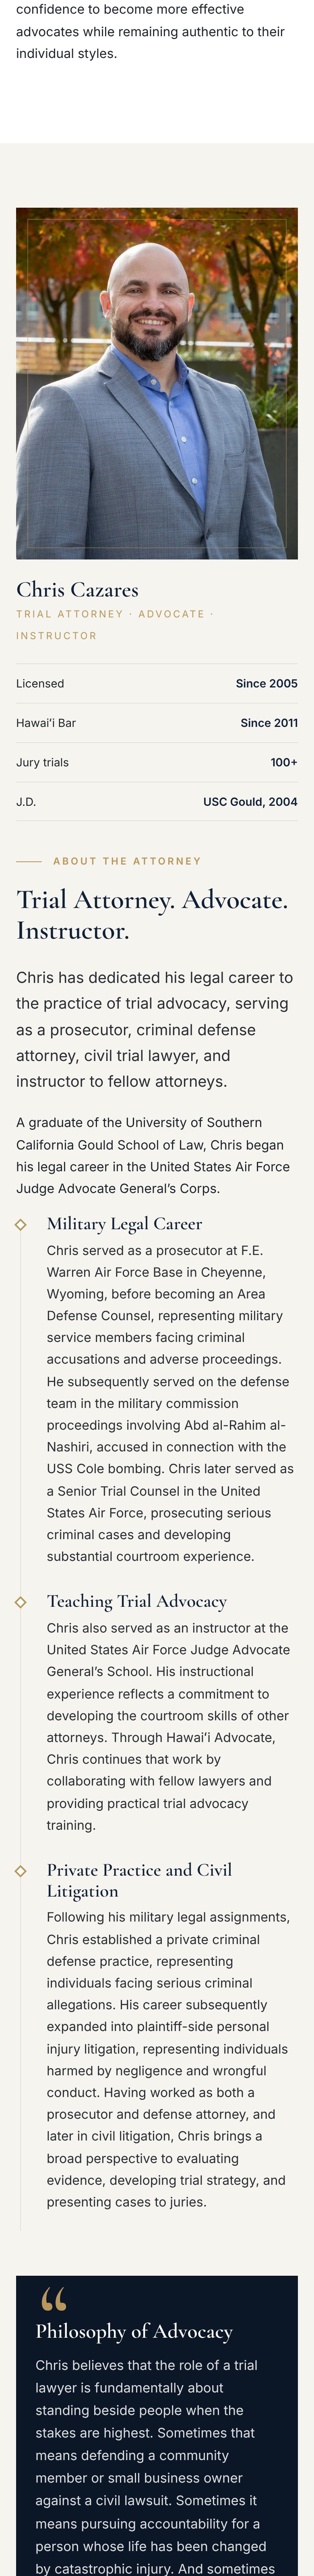 confidence to become more effective
advocates while remaining authentic to their
individual styles.
Chris Cazares
TRIAL ATTORNEY · ADVOCATE ·
INSTRUCTOR
Licensed Since 2005
Hawaiʻi Bar Since 2011
Jury trials 100+
J.D. USC Gould, 2004
ABOUT THE ATTORNEY
Trial Attorney. Advocate.
Instructor.
Chris has dedicated his legal career to
the practice of trial advocacy, serving
as a prosecutor, criminal defense
attorney, civil trial lawyer, and
instructor to fellow attorneys.
A graduate of the University of Southern
California Gould School of Law, Chris began
his legal career in the United States Air Force
Judge Advocate General’s Corps.
Military Legal Career
Chris served as a prosecutor at F.E.
Warren Air Force Base in Cheyenne,
Wyoming, before becoming an Area
Defense Counsel, representing military
service members facing criminal
accusations and adverse proceedings.
He subsequently served on the defense
team in the military commission
proceedings involving Abd al-Rahim al-
Nashiri, accused in connection with the
USS Cole bombing. Chris later served as
a Senior Trial Counsel in the United
States Air Force, prosecuting serious
criminal cases and developing
substantial courtroom experience.
Teaching Trial Advocacy
Chris also served as an instructor at the
United States Air Force Judge Advocate
General’s School. His instructional
experience reflects a commitment to
developing the courtroom skills of other
attorneys. Through Hawaiʻi Advocate,
Chris continues that work by
collaborating with fellow lawyers and
providing practical trial advocacy
training.
Private Practice and Civil
Litigation
Following his military legal assignments,
Chris established a private criminal
defense practice, representing
individuals facing serious criminal
allegations. His career subsequently
expanded into plaintiff-side personal
injury litigation, representing individuals
harmed by negligence and wrongful
conduct. Having worked as both a
prosecutor and defense attorney, and
later in civil litigation, Chris brings a
broad perspective to evaluating
evidence, developing trial strategy, and
presenting cases to juries.
“
Philosophy of Advocacy
Chris believes that the role of a trial
lawyer is fundamentally about
standing beside people when the
stakes are highest. Sometimes that
means defending a community
member or small business owner
against a civil lawsuit. Sometimes it
means pursuing accountability for a
person whose life has been changed
by catastrophic injury. And sometimes